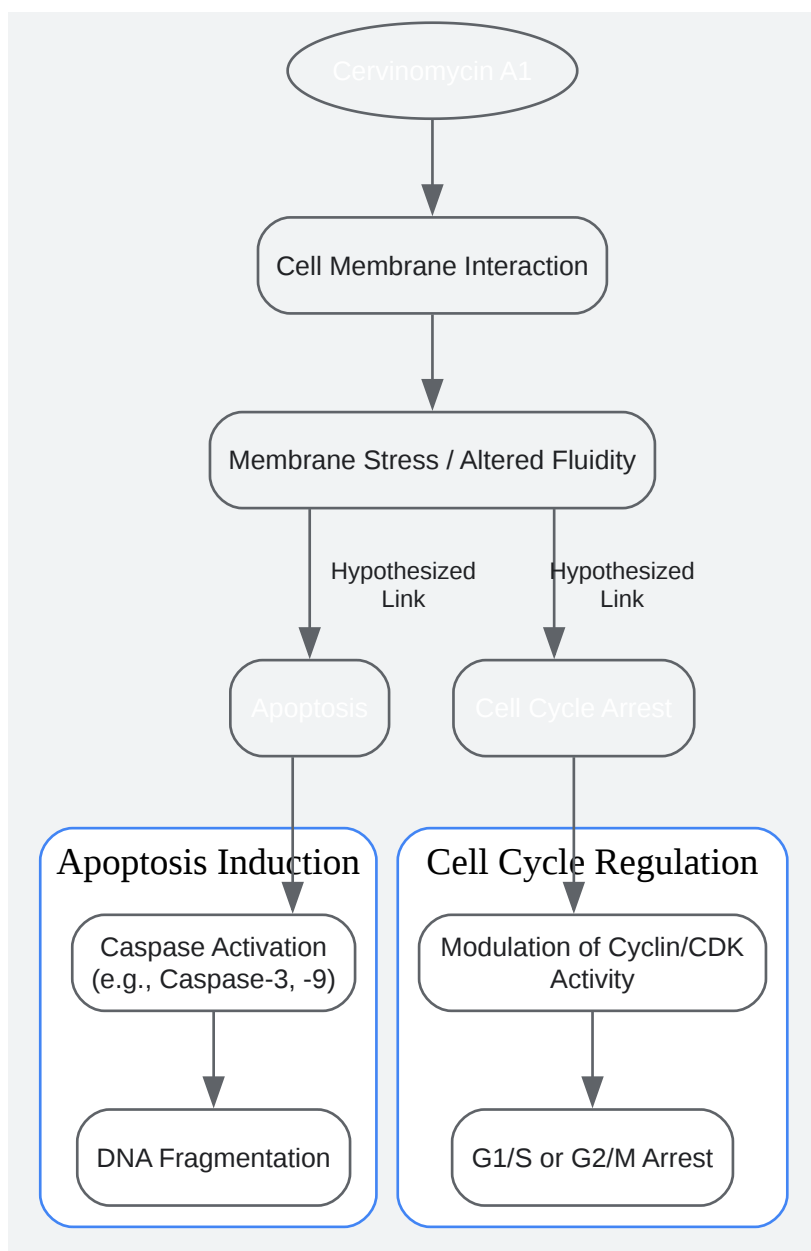 Cervinomycin A1
Cell Membrane Interaction
Membrane Stress / Altered Fluidity
Hypothesized
Link
Hypothesized
Link
Apoptosis
Cell Cycle Arrest
Apoptosis Induction
Caspase Activation
(e.g., Caspase-3, -9)
DNA Fragmentation
Cell Cycle Regulation
Modulation of Cyclin/CDK
Activity
G1/S or G2/M Arrest